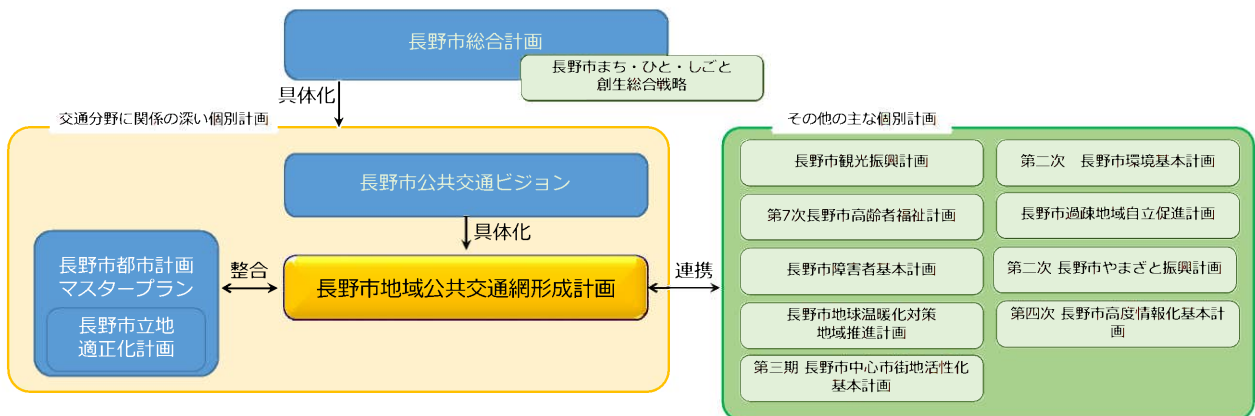 長野市総合計画
長野市まち・ひと・しごと
創生総合戦略
具体化
交通分野に関係の深い個別計画
長野市公共交通ビジョン
具体化
長野市都市計画
マスタープラン
長野市立地
適正化計画
整合
長野市地域公共交通網形成計画
連携
その他の主な個別計画
長野市観光振興計画
第二次　長野市環境基本計画
第7次長野市高齢者福祉計画
長野市過疎地域自立促進計画
長野市障害者基本計画
第二次 長野市やまざと振興計画
長野市地球温暖化対策
地域推進計画
第四次 長野市高度情報化基本計
画
第三期 長野市中心市街地活性化
基本計画